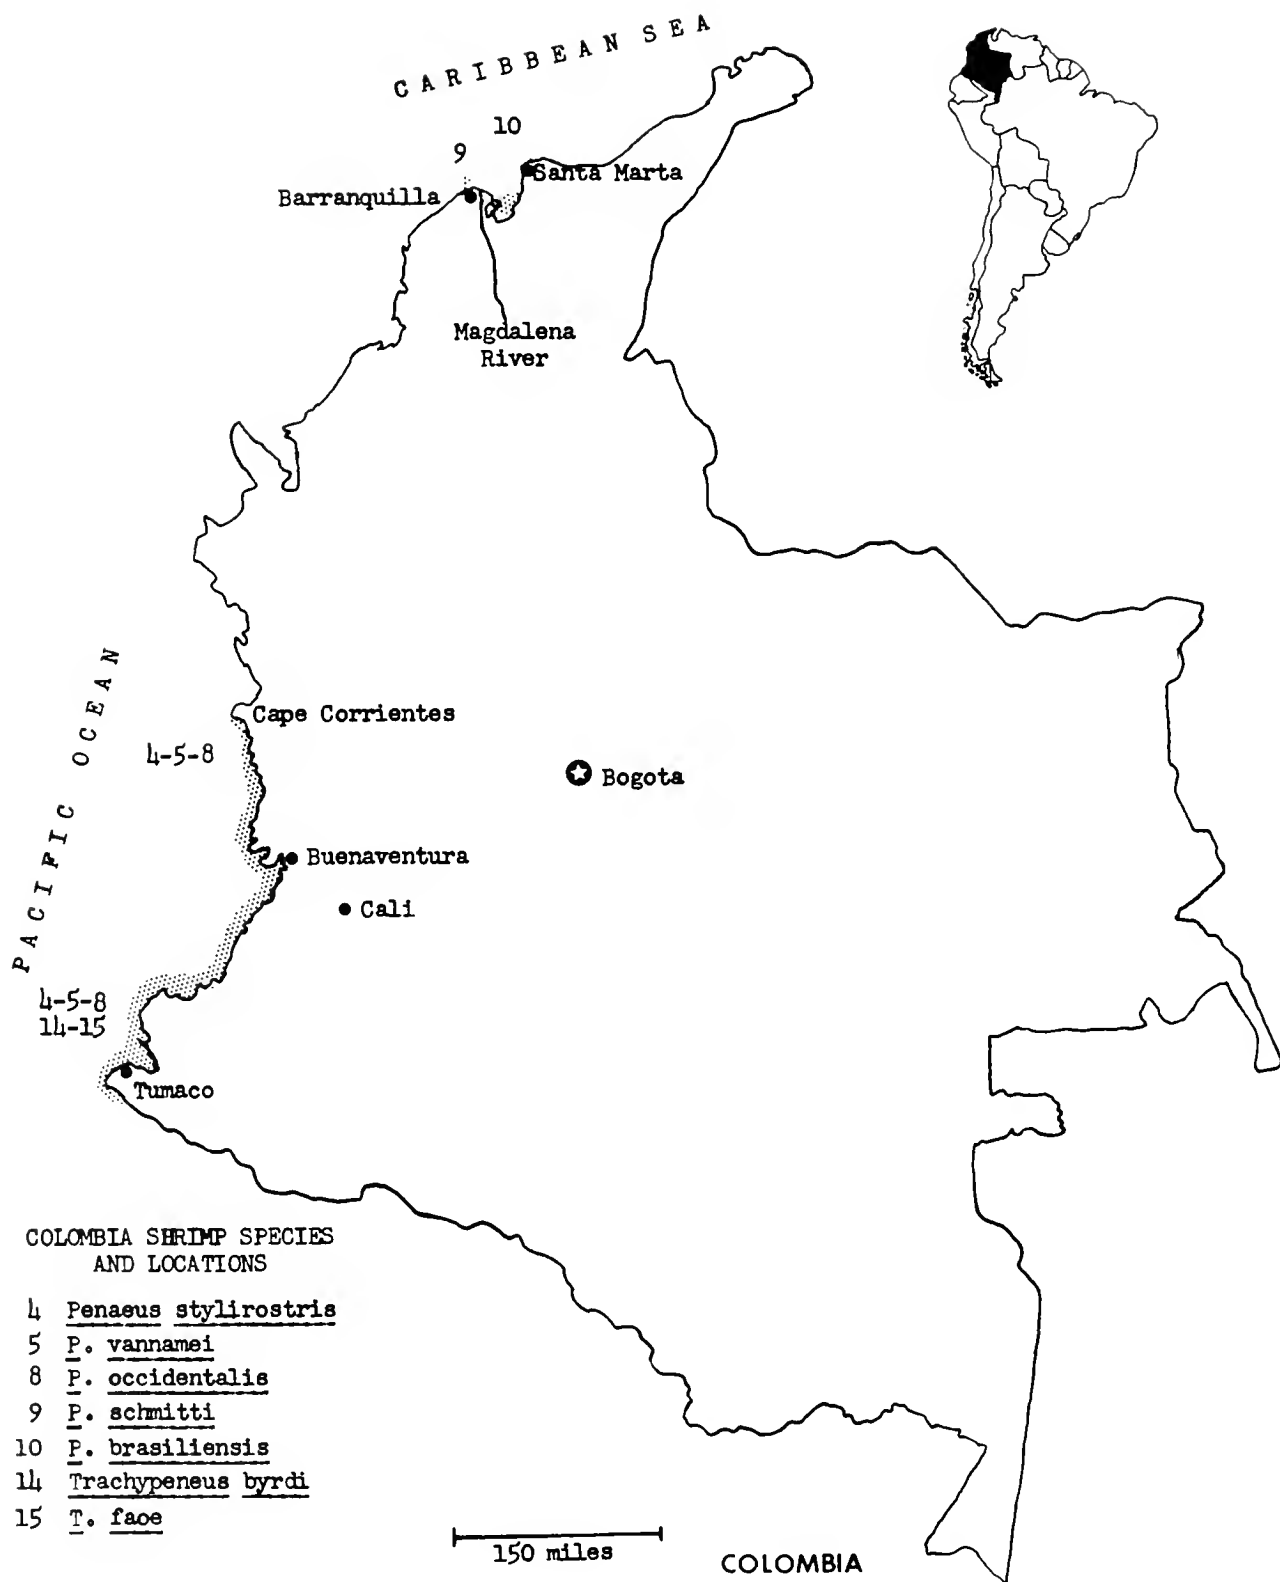 CARIBBEAN SEA
10
9
Santa Marta
Barranquilla
Magdalena
River
PACIFIC OCEAN
Cape Corrientes
4-5-8
Bogota
Buenaventura
Cali
4-5-8
14-15
Tumaco
COLOMBIA SHRIMP SPECIES
AND LOCATIONS
4 Penaeus stylirostris
5 P. vannamei
8 P. occidentalis
9 P. schmitti
10 P. brasiliensis
14 Trachypeneus byrdi
15 T. faoe
150 miles
COLOMBIA